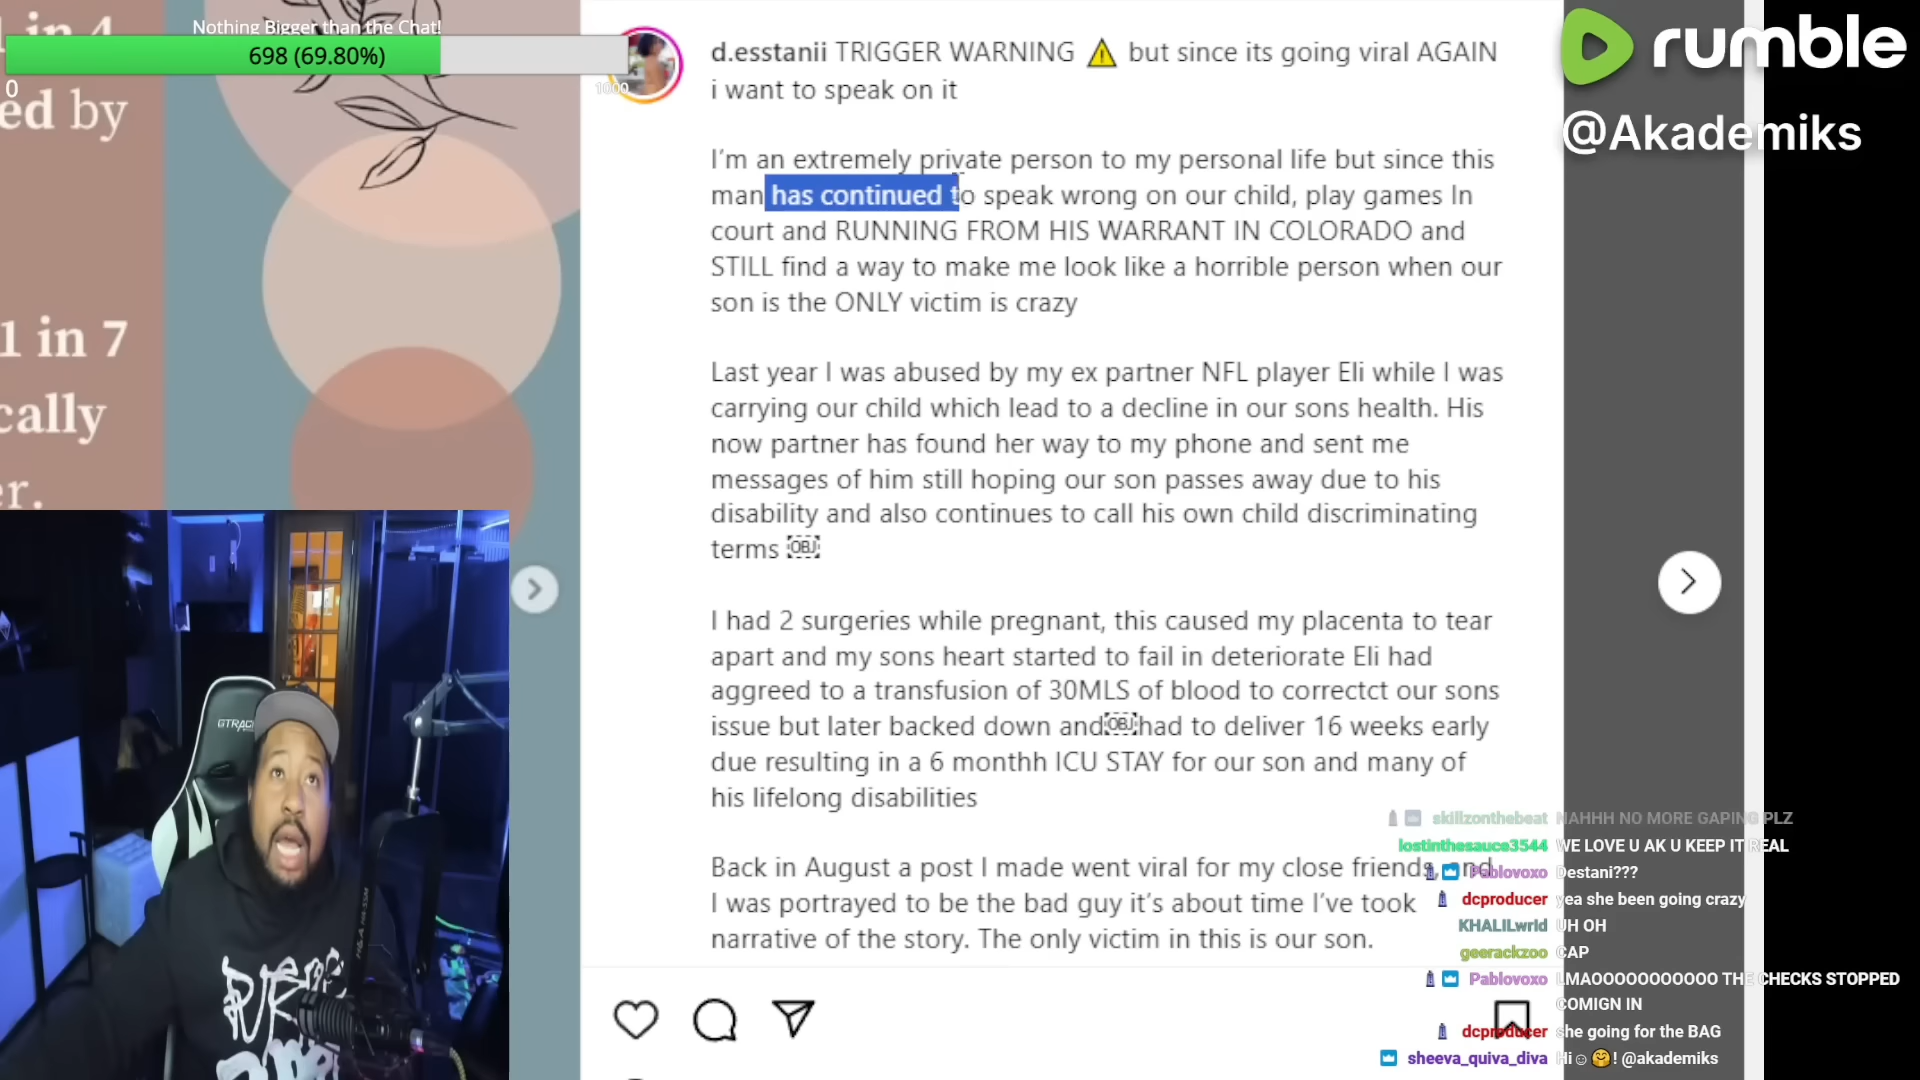 Nothing Bigger than the Chat!
698 (69.80%)
0
1000
1 in 4
ed by
1 in 7
cally
er.
d.esstanii TRIGGER WARNING ⚠️ but since its going viral AGAIN
i want to speak on it
I'm an extremely private person to my personal life but since this
man has continued to speak wrong on our child, play games In
court and RUNNING FROM HIS WARRANT IN COLORADO and
STILL find a way to make me look like a horrible person when our
son is the ONLY victim is crazy
Last year I was abused by my ex partner NFL player Eli while I was
carrying our child which lead to a decline in our sons health. His
now partner has found her way to my phone and sent me
messages of him still hoping our son passes away due to his
disability and also continues to call his own child discriminating
terms OBJ
I had 2 surgeries while pregnant, this caused my placenta to tear
apart and my sons heart started to fail in deteriorate Eli had
aggreed to a transfusion of 30MLS of blood to correctct our sons
issue but later backed down and OBJ had to deliver 16 weeks early
due resulting in a 6 monthh ICU STAY for our son and many of
his lifelong disabilities
Back in August a post I made went viral for my close friends, and
I was portrayed to be the bad guy it's about time I've took
narrative of the story. The only victim in this is our son.
rumble
@Akademiks
GTRACING
skillzonthebeat NAHHH NO MORE GAPING PLZ
lostinthesauce3544 WE LOVE U AK U KEEP IT REAL
Pablovoxo Destani???
dcproducer yea she been going crazy
KHALILwrld UH OH
geerackzoo CAP
Pablovoxo LMAOOOOOOOOOOO THE CHECKS STOPPED
COMIGN IN
dcproducer she going for the BAG
sheeva_quiva_diva Hi☺🤗! @akademiks